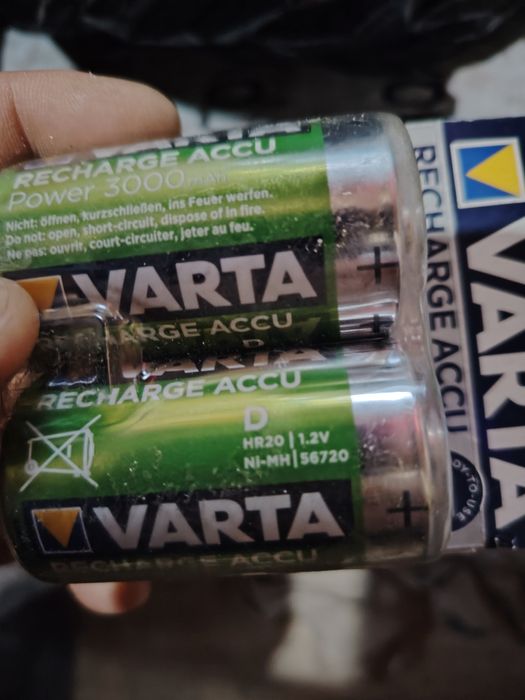 RECHARGE ACCU
Power 3000 mAh
Nicht: öffnen, kurzschließen, ins Feuer werfen.
Do not: open, short-circuit, dispose of in fire.
Ne pas: ouvrir, court-circuiter, jeter au feu.
VARTA
+
RECHARGE ACCU
D
VARTA
RECHARGE ACCU
D
HR20 | 1.2V
Ni-MH | 56720
VARTA
+
RECHARGE ACCU
RECHARGE ACCU
VARTA